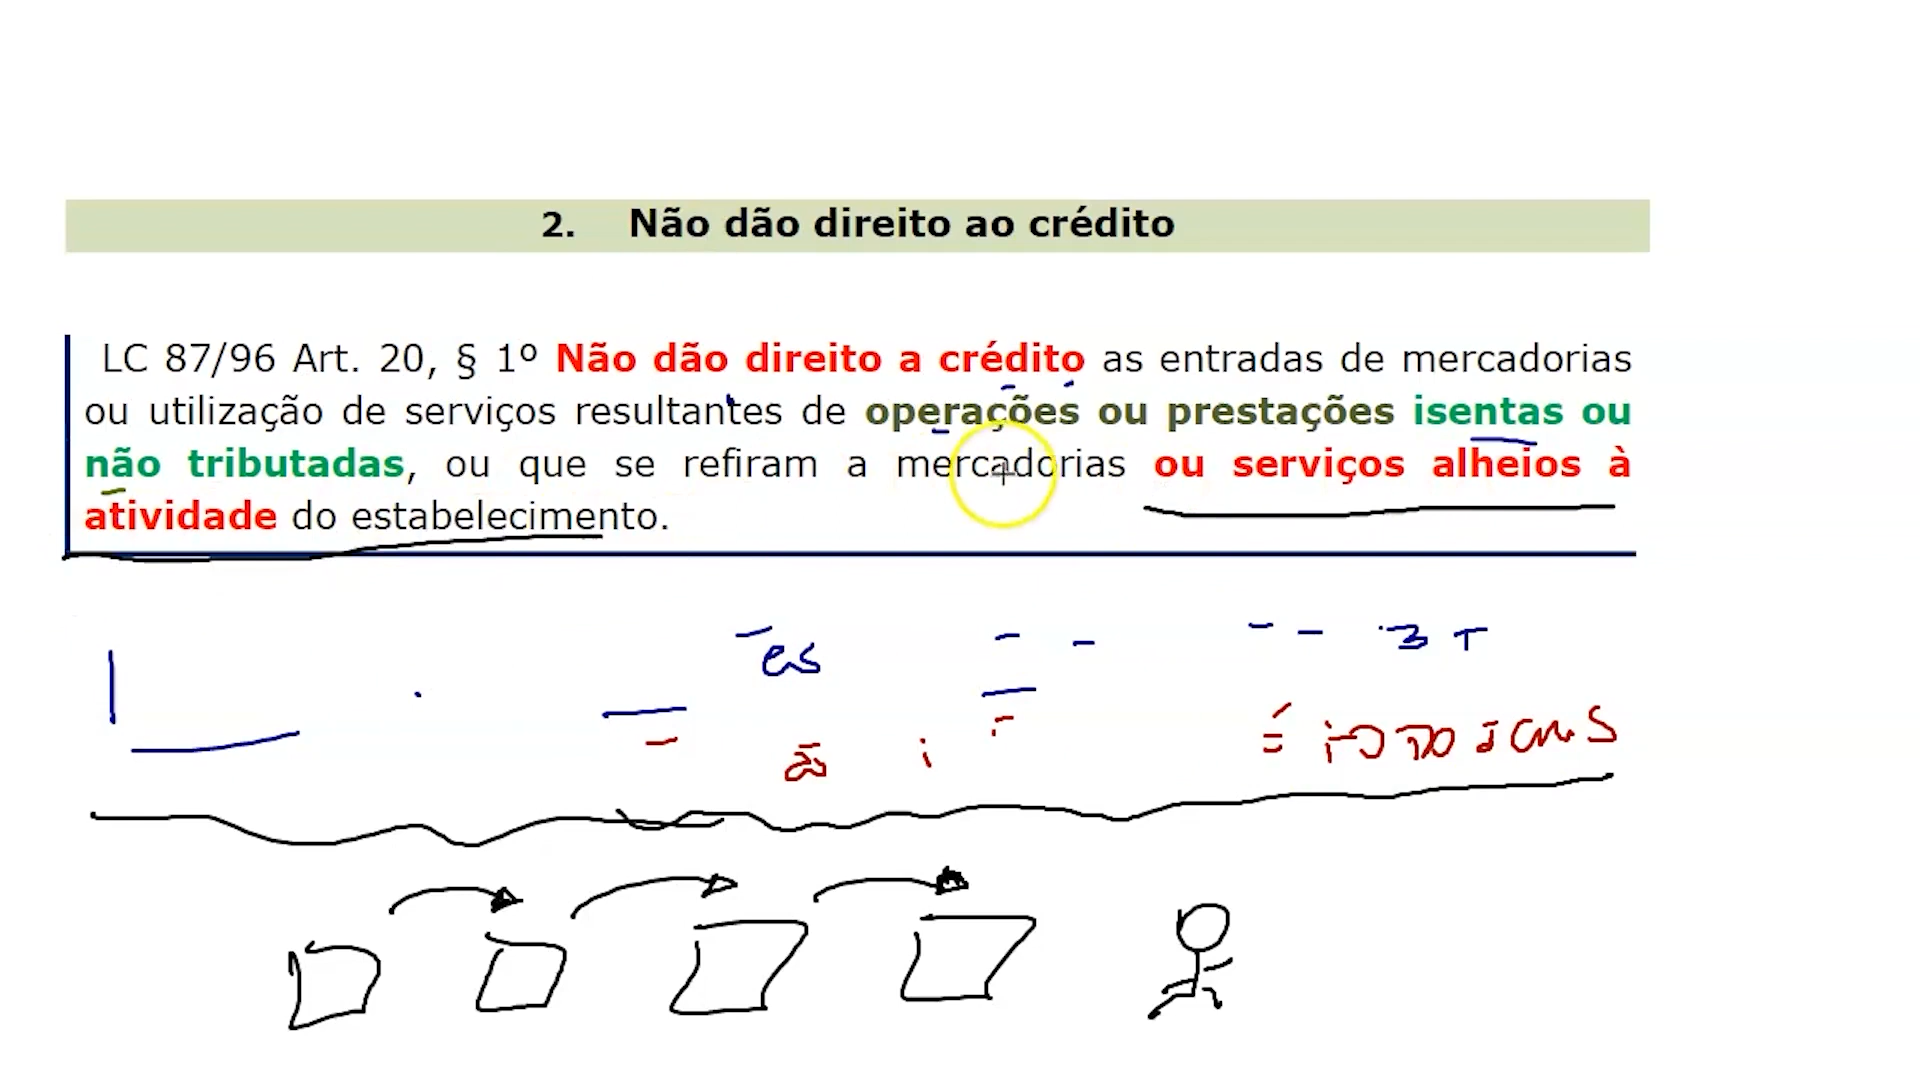 2. Não dão direito ao crédito
LC 87/96 Art. 20, § 1º Não dão direito a crédito as entradas de mercadorias
ou utilização de serviços resultantes de operações ou prestações isentas ou
não tributadas, ou que se refiram a mercadorias ou serviços alheios à
atividade do estabelecimento.
es